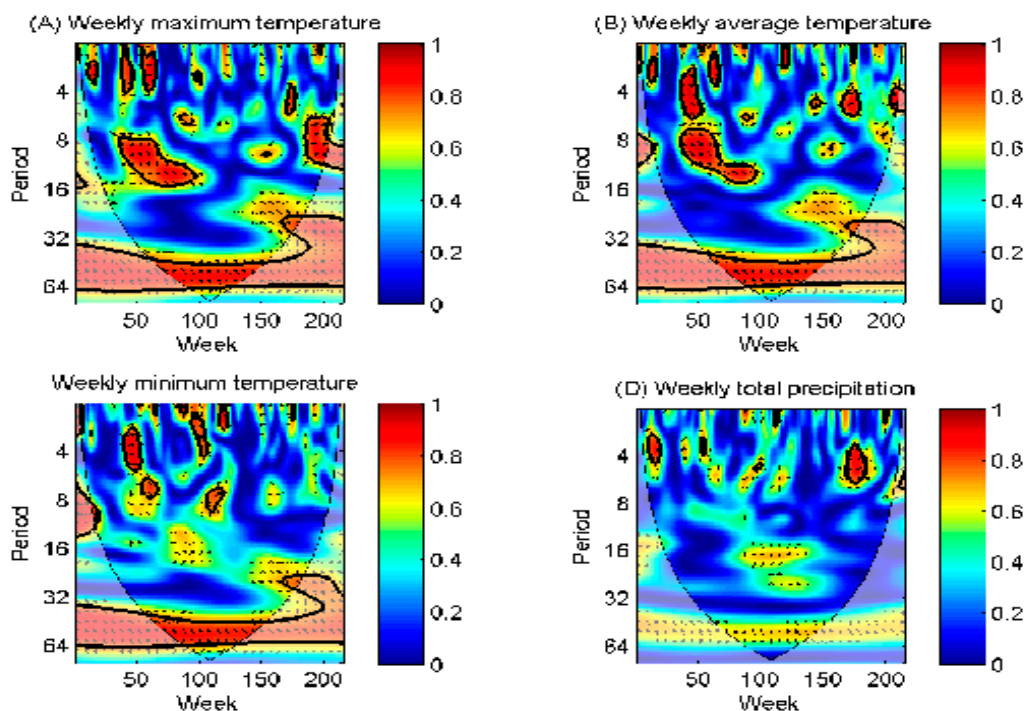 (A) Weekly maximum temperature
Period
4
8
16
32
64
50 100 150 200
Week
1
0.8
0.6
0.4
0.2
0
(B) Weekly average temperature
Period
4
8
16
32
64
50 100 150 200
Week
1
0.8
0.6
0.4
0.2
0
Weekly minimum temperature
Period
4
8
16
32
64
50 100 150 200
Week
1
0.8
0.6
0.4
0.2
0
(D) Weekly total precipitation
Period
4
8
16
32
64
50 100 150 200
Week
1
0.8
0.6
0.4
0.2
0